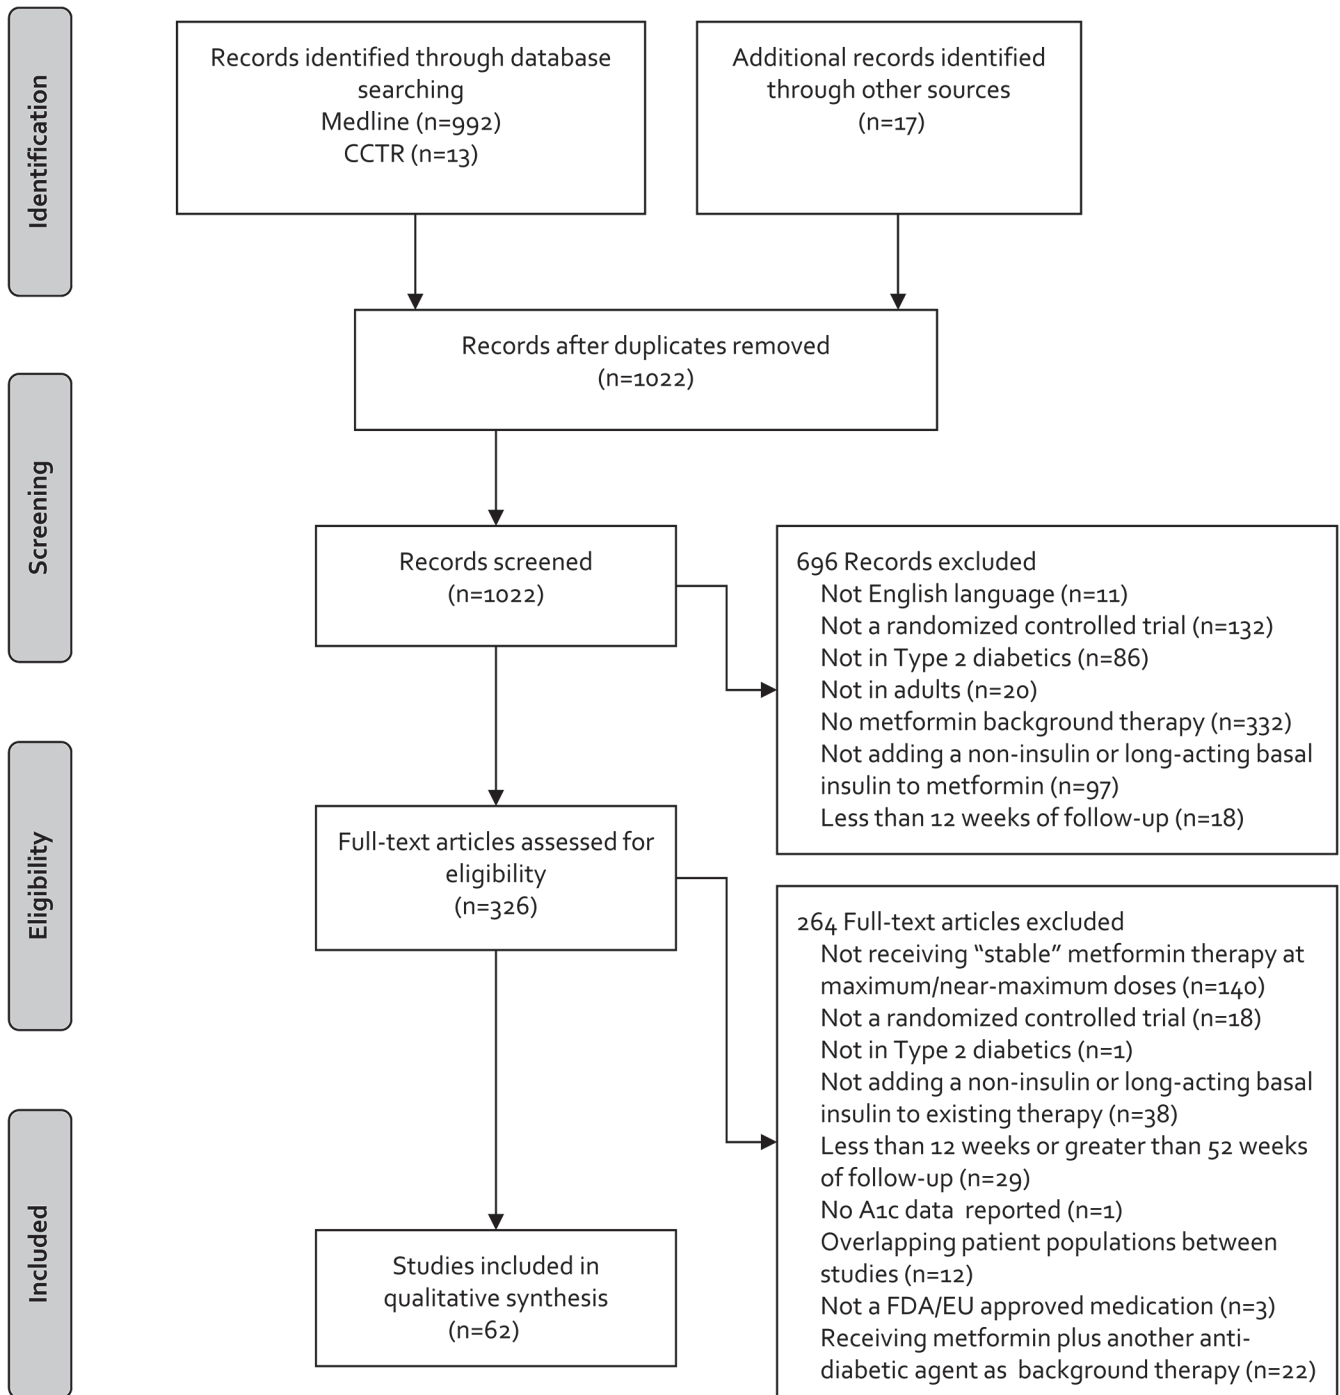 Identification
Records identified through database
searching
Medline (n=992)
CCTR (n=13)
Additional records identified
through other sources
(n=17)
Records after duplicates removed
(n=1022)
Screening
Records screened
(n=1022)
696 Records excluded
Not English language (n=11)
Not a randomized controlled trial (n=132)
Not in Type 2 diabetics (n=86)
Not in adults (n=20)
No metformin background therapy (n=332)
Not adding a non-insulin or long-acting basal
insulin to metformin (n=97)
Less than 12 weeks of follow-up (n=18)
Eligibility
Full-text articles assessed for
eligibility
(n=326)
264 Full-text articles excluded
Not receiving “stable” metformin therapy at
maximum/near-maximum doses (n=140)
Not a randomized controlled trial (n=18)
Not in Type 2 diabetics (n=1)
Not adding a non-insulin or long-acting basal
insulin to existing therapy (n=38)
Less than 12 weeks or greater than 52 weeks
of follow-up (n=29)
No A1c data reported (n=1)
Overlapping patient populations between
studies (n=12)
Not a FDA/EU approved medication (n=3)
Receiving metformin plus another anti-
diabetic agent as background therapy (n=22)
Included
Studies included in
qualitative synthesis
(n=62)